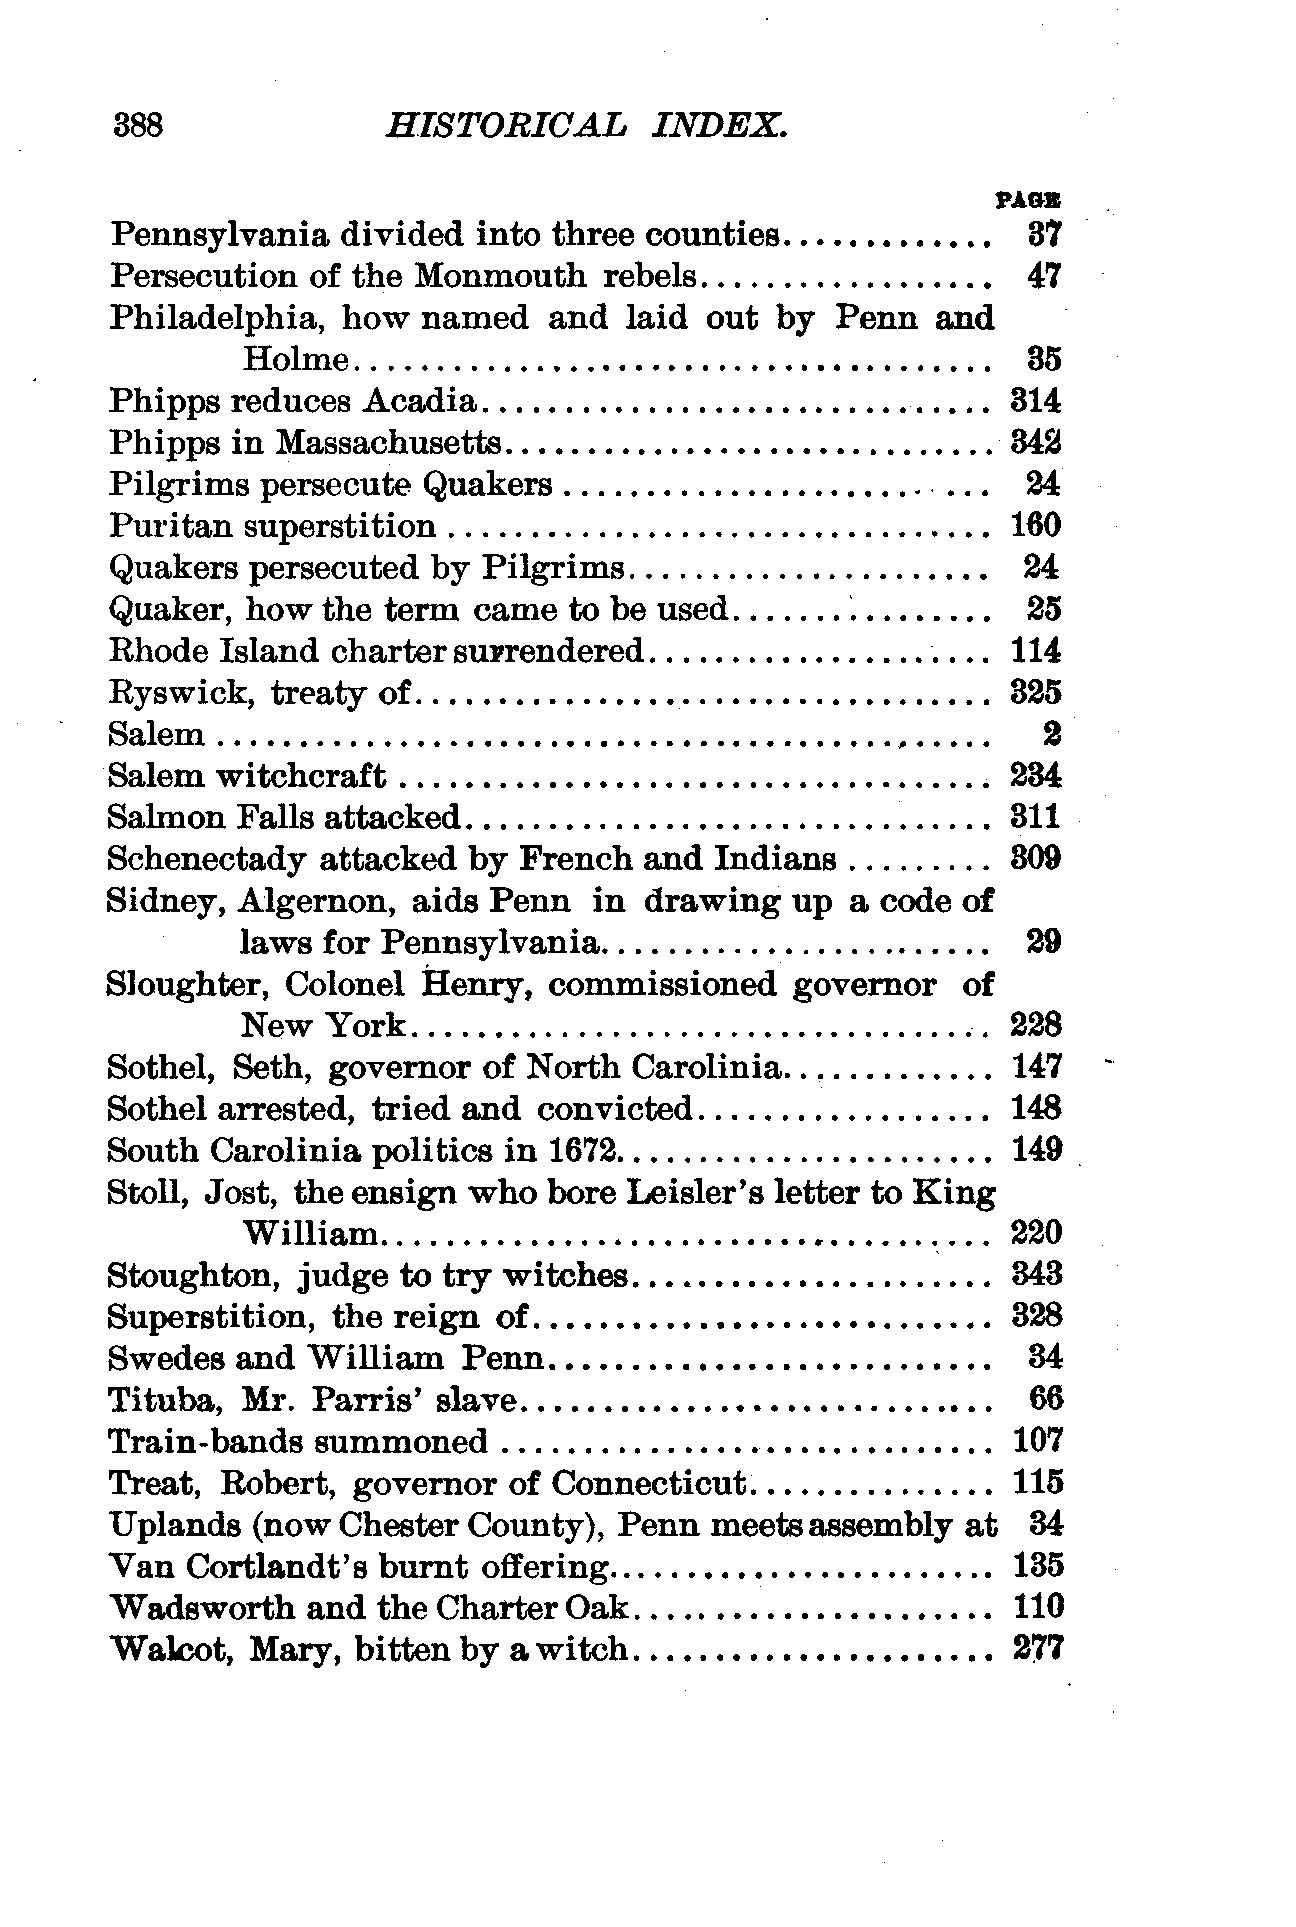 388 HISTORICAL INDEX.
PAGE
Pennsylvania divided into three counties............. 37
Persecution of the Monmouth rebels.................. 47
Philadelphia, how named and laid out by Penn and
Holme....................................... 35
Phipps reduces Acadia............................... 314
Phipps in Massachusetts.............................. 342
Pilgrims persecute Quakers ......................... 24
Puritan superstition ................................. 160
Quakers persecuted by Pilgrims...................... 24
Quaker, how the term came to be used................ 25
Rhode Island charter surrendered..................... 114
Ryswick, treaty of................................... 325
Salem ............................................... 2
Salem witchcraft .................................... 234
Salmon Falls attacked................................ 311
Schenectady attacked by French and Indians ......... 309
Sidney, Algernon, aids Penn in drawing up a code of
laws for Pennsylvania........................ 29
Sloughter, Colonel Henry, commissioned governor of
New York................................... 228
Sothel, Seth, governor of North Carolinia............. 147
Sothel arrested, tried and convicted.................. 148
South Carolinia politics in 1672....................... 149
Stoll, Jost, the ensign who bore Leisler's letter to King
William..................................... 220
Stoughton, judge to try witches...................... 343
Superstition, the reign of............................ 328
Swedes and William Penn........................... 34
Tituba, Mr. Parris' slave............................. 66
Train-bands summoned .............................. 107
Treat, Robert, governor of Connecticut............... 115
Uplands (now Chester County), Penn meets assembly at 34
Van Cortlandt's burnt offering....................... 135
Wadsworth and the Charter Oak...................... 110
Walcot, Mary, bitten by a witch...................... 277